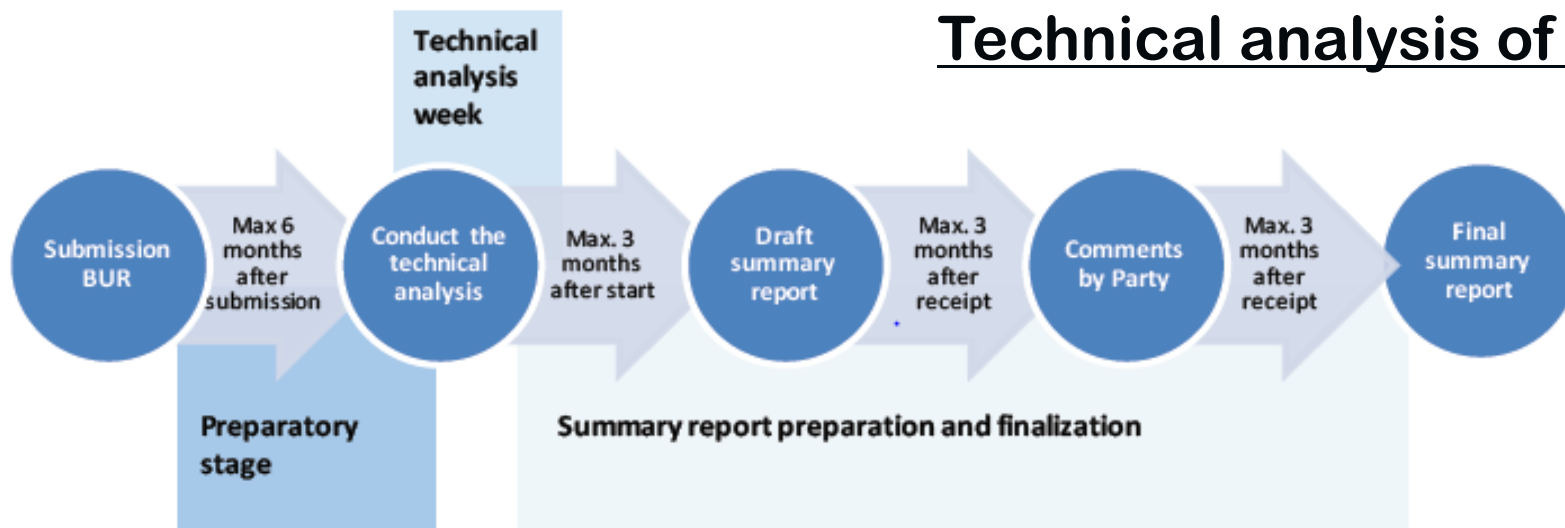 Technical analysis of
Technical
analysis
week
Submission
BUR
Max 6
months
after
submission
Conduct the
technical
analysis
Max. 3
months
after start
Draft
summary
report
Max. 3
months
after
receipt
Comments
by Party
Max. 3
months
after
receipt
Final
summary
report
Preparatory
stage
Summary report preparation and finalization